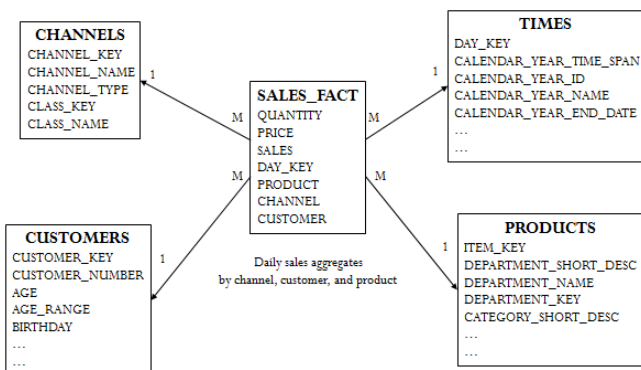 CHANNELS
CHANNEL_KEY
CHANNEL_NAME
CHANNEL_TYPE
CLASS_KEY
CLASS_NAME
1
M
SALES_FACT
QUANTITY
PRICE
SALES
DAY_KEY
PRODUCT
CHANNEL
CUSTOMER
TIMES
DAY_KEY
CALENDAR_YEAR_TIME_SPAN
CALENDAR_YEAR_ID
CALENDAR_YEAR_NAME
CALENDAR_YEAR_END_DATE
...
...
1
M
M
M
CUSTOMERS
CUSTOMER_KEY
CUSTOMER_NUMBER
AGE
AGE_RANGE
BIRTHDAY
...
...
1
Daily sales aggregates
by channel, customer, and product
1
PRODUCTS
ITEM_KEY
DEPARTMENT_SHORT_DESC
DEPARTMENT_NAME
DEPARTMENT_KEY
CATEGORY_SHORT_DESC
...
...